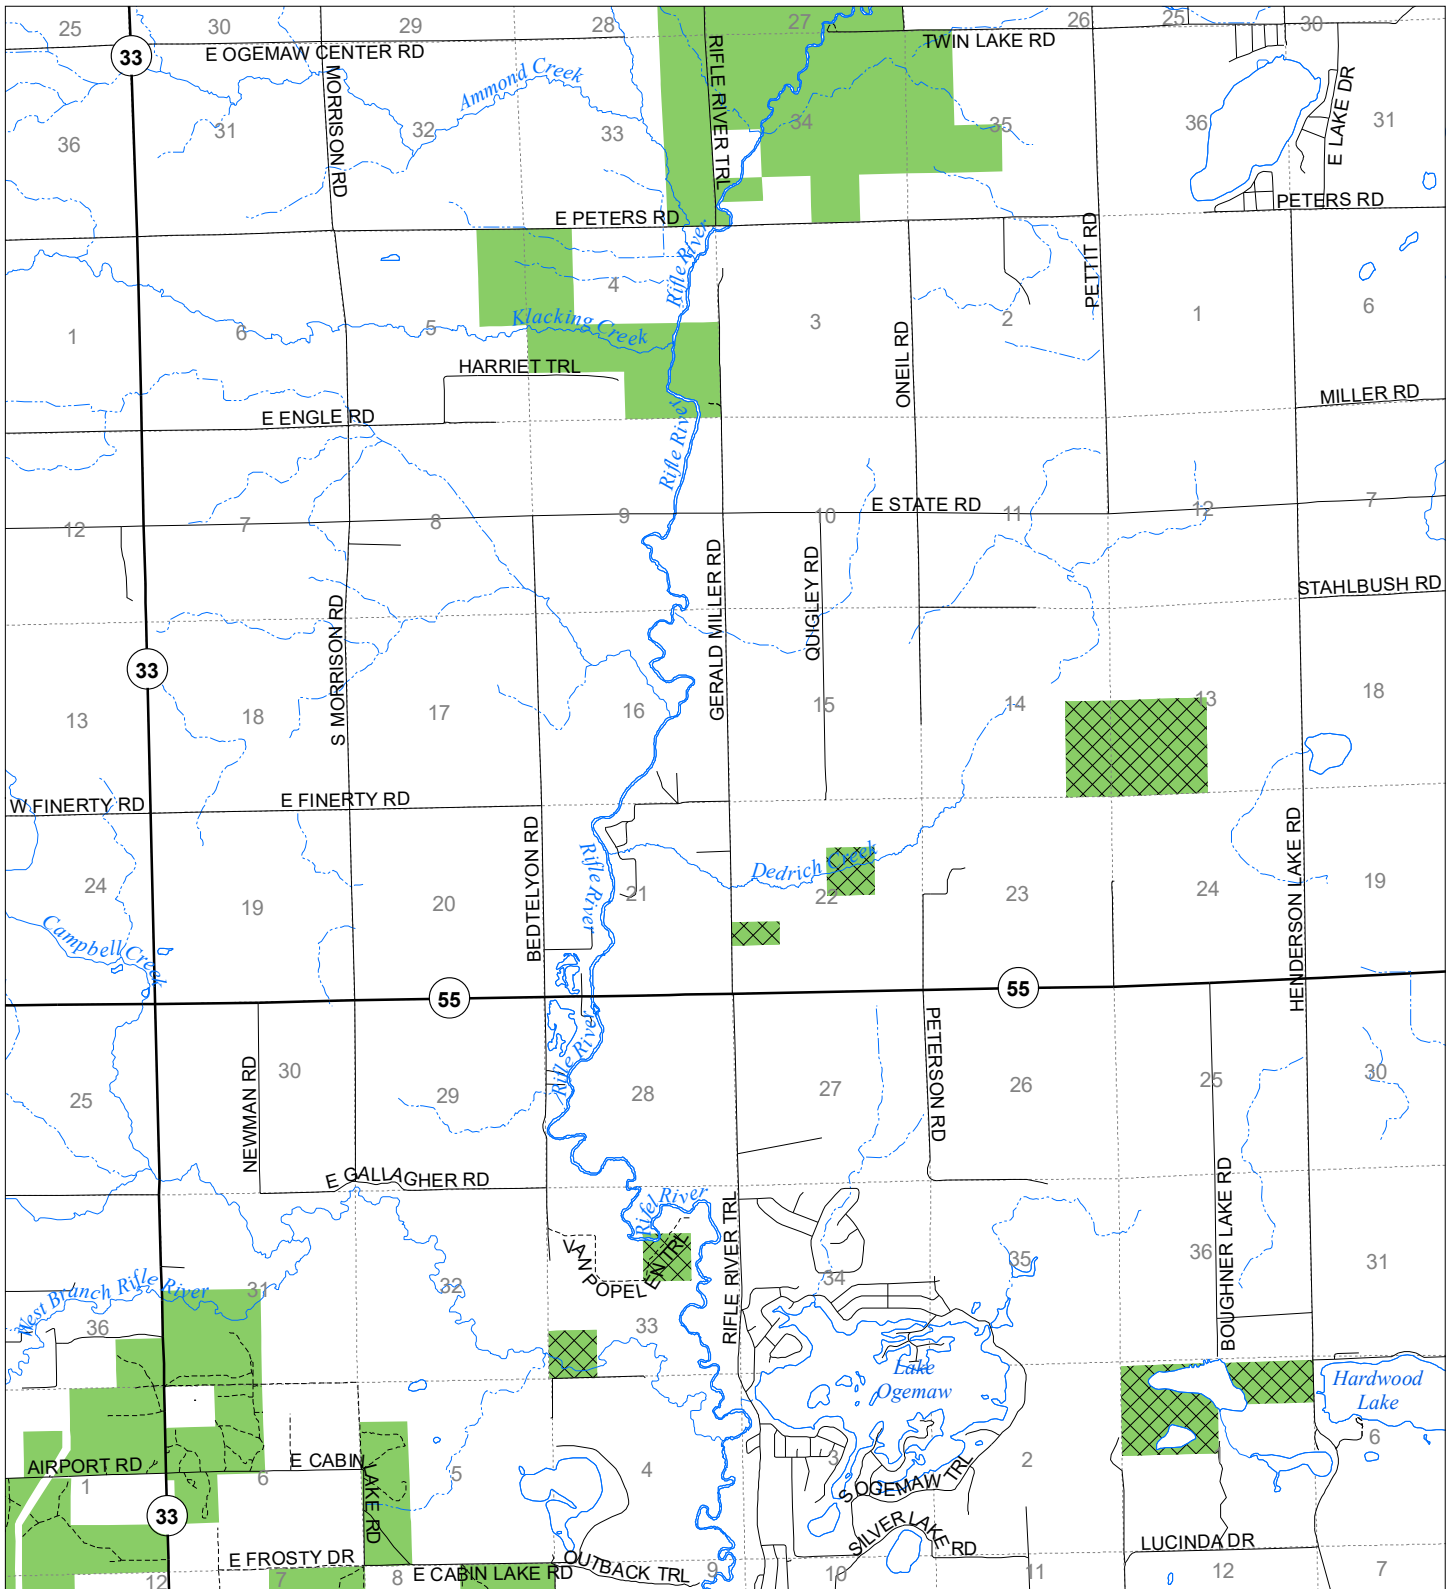 25 30 29 28 27 26 25 30
33
E OGEMAW CENTER RD
TWIN LAKE RD
RIFLE RIVER TRL
MORRISON RD
Ammond Creek
E LAKE DR
36 31 32 33 34 35 36 31
E PETERS RD
PETERS RD
Rifle River
PETTIT RD
4
1 6 5 3 2 1 6
Klacking Creek
HARRIET TRL
ONEIL RD
MILLER RD
E ENGLE RD
Rifle River
E STATE RD
12 7 8 9 10 11 12 7
GERALD MILLER RD
QUIGLEY RD
STAHLBUSH RD
S MORRISON RD
33
13 18 17 16 15 14 13 18
W FINERTY RD
E FINERTY RD
BEDTELYON RD
Rifle River
Dedrich Creek
HENDERSON LAKE RD
24 19 20 21 22 23 24 19
Campbell Creek
55
55
Rifle River
PETERSON RD
NEWMAN RD
25 30 29 28 27 26 25 30
E GALLAGHER RD
Rifel River
RIFLE RIVER TRL
BOUGHNER LAKE RD
VAN POPELEN TRL
West Branch Rifle River
36 31 32 33 34 35 36 31
Lake
Ogemaw
Hardwood
Lake
AIRPORT RD
E CABIN
LAKE RD
1 6 5 4 3 2 6
S OGEMAW TRL
33
SILVER LAKE
RD
LUCINDA DR
E FROSTY DR
E CABIN LAKE RD
OUTBACK TRL
12 7 8 9 10 11 12 7